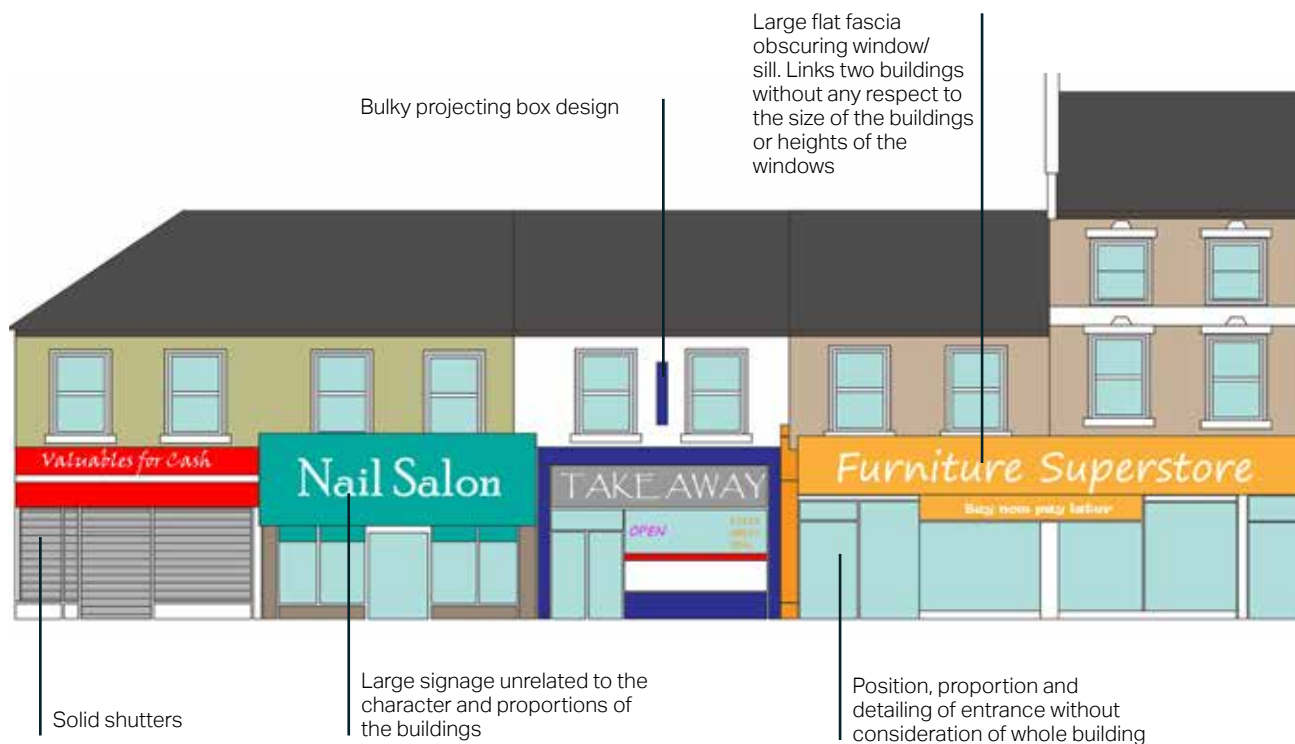 Large flat fascia
obscuring window/
sill. Links two buildings
without any respect to
the size of the buildings
or heights of the
windows
Bulky projecting box design
Valuables for Cash
Nail Salon
TAKE AWAY
Furniture Superstore
Buy now pay later
OPEN
Solid shutters
Large signage unrelated to the
character and proportions of
the buildings
Position, proportion and
detailing of entrance without
consideration of whole building